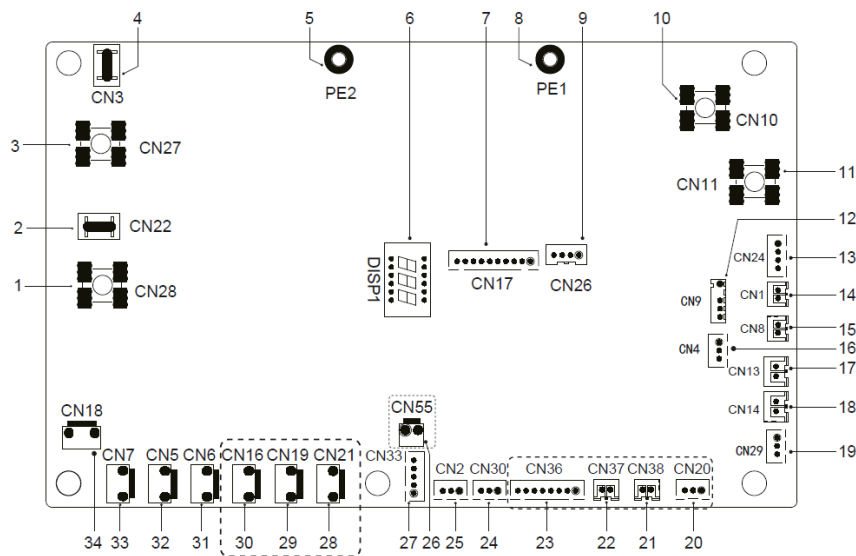 4 5 6 7 8 9 10
CN3 PE2 PE1
CN10
3 CN27
CN11 11
12
2 CN22
CN24 13
DISP1 CN17 CN26
1 CN28
CN9 CN1 14
CN8 15
CN4 16
CN13 17
CN18 CN55
CN14 18
CN7 CN5 CN6 CN16 CN19 CN21 CN33 CN2 CN30 CN36 CN37 CN38 CN20 CN29 19
34 33 32 31 30 29 28 27 26 25 24 23 22 21 20